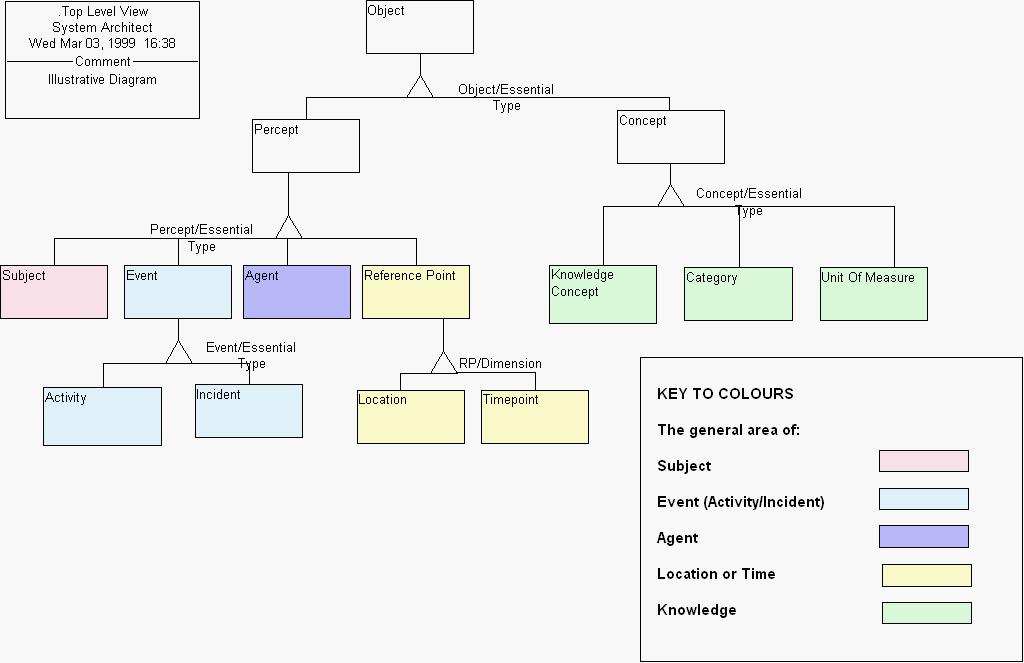 .Top Level View
System Architect
Wed Mar 03, 1999 16:38
Comment
Illustrative Diagram
Object
Object/Essential
Type
Percept
Concept
Percept/Essential
Type
Concept/Essential
Type
Subject
Event
Agent
Reference Point
Knowledge
Concept
Category
Unit Of Measure
Event/Essential
Type
RP/Dimension
Activity
Incident
Location
Timepoint
KEY TO COLOURS
The general area of:
Subject
Event (Activity/Incident)
Agent
Location or Time
Knowledge